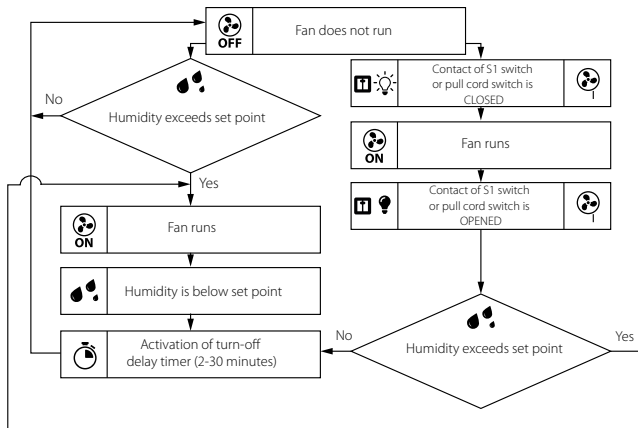 OFF
Fan does not run
No
Humidity exceeds set point
Yes
ON
Fan runs
Humidity is below set point
Activation of turn-off
delay timer (2-30 minutes)
Contact of S1 switch
or pull cord switch is
CLOSED
ON
Fan runs
Contact of S1 switch
or pull cord switch is
OPENED
No
Humidity exceeds set point
Yes